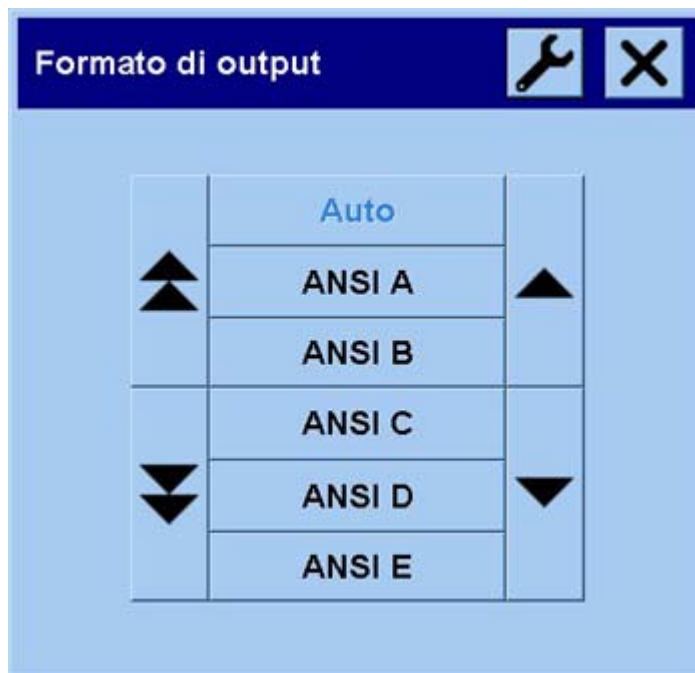 Formato di output
Auto
ANSI A
ANSI B
ANSI C
ANSI D
ANSI E